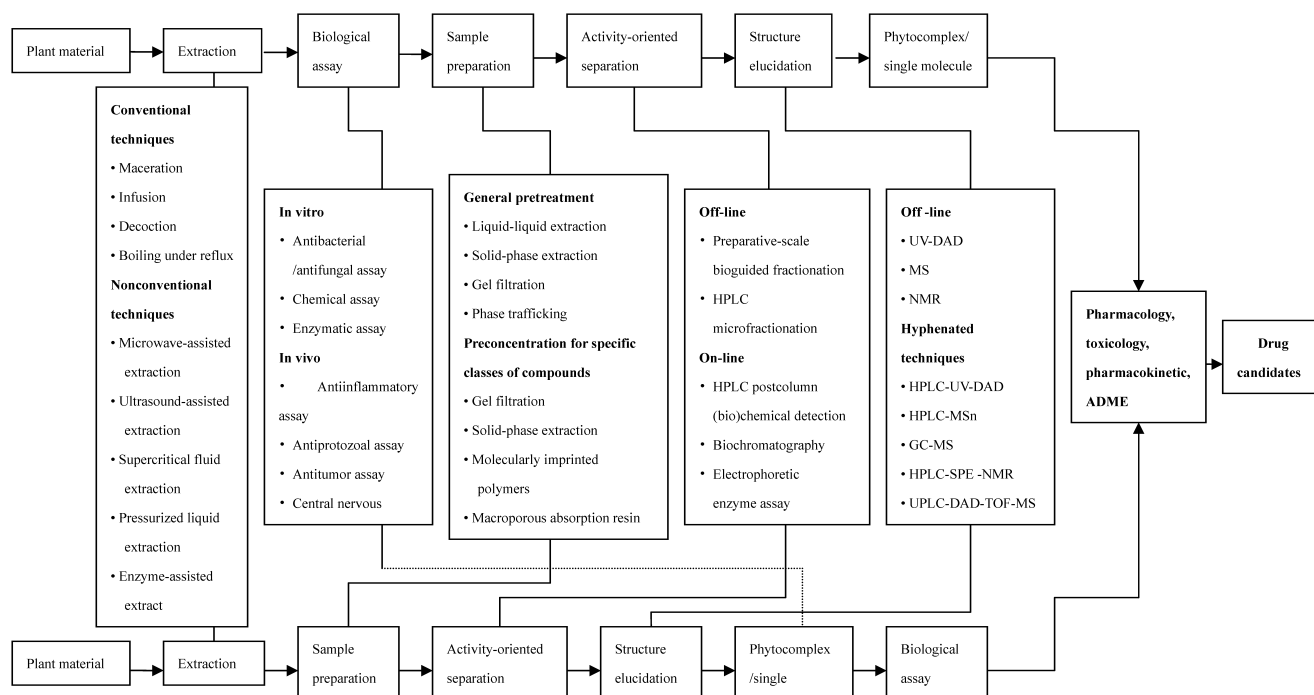 Plant material
Extraction
Biological
assay
Sample
preparation
Activity-oriented
separation
Structure
elucidation
Phytocomplex/
single molecule
Conventional
techniques
• Maceration
• Infusion
• Decoction
• Boiling under reflux
Nonconventional
techniques
• Microwave-assisted
extraction
• Ultrasound-assisted
extraction
• Supercritical fluid
extraction
• Pressurized liquid
extraction
• Enzyme-assisted
extract
In vitro
• Antibacterial
/antifungal assay
• Chemical assay
• Enzymatic assay
In vivo
• Antiinflammatory
assay
• Antiprotozoal assay
• Antitumor assay
• Central nervous
General pretreatment
• Liquid-liquid extraction
• Solid-phase extraction
• Gel filtration
• Phase trafficking
Preconcentration for specific
classes of compounds
• Gel filtration
• Solid-phase extraction
• Molecularly imprinted
polymers
• Macroporous absorption resin
Off-line
• Preparative-scale
bioguided fractionation
• HPLC
microfractionation
On-line
• HPLC postcolumn
(bio)chemical detection
• Biochromatography
• Electrophoretic
enzyme assay
Off -line
• UV-DAD
• MS
• NMR
Hyphenated
techniques
• HPLC-UV-DAD
• HPLC-MSn
• GC-MS
• HPLC-SPE -NMR
• UPLC-DAD-TOF-MS
Pharmacology,
toxicology,
pharmacokinetic,
ADME
Drug
candidates
Plant material
Extraction
Sample
preparation
Activity-oriented
separation
Structure
elucidation
Phytocomplex
/single
Biological
assay